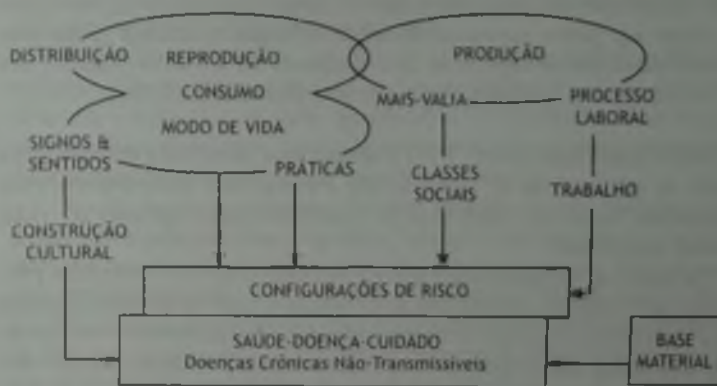 DISTRIBUIÇÃO
REPRODUÇÃO
PRODUÇÃO
CONSUMO
MAIS-VALIA
PROCESSO
LABORAL
MODO DE VIDA
SIGNOS &
SENTIDOS
PRÁTICAS
CLASSES
SOCIAIS
TRABALHO
CONSTRUÇÃO
CULTURAL
CONFIGURAÇÕES DE RISCO
SAÚDE-DOENÇA-CUIDADO
Doenças Crônicas Não-Transmissíveis
BASE
MATERIAL